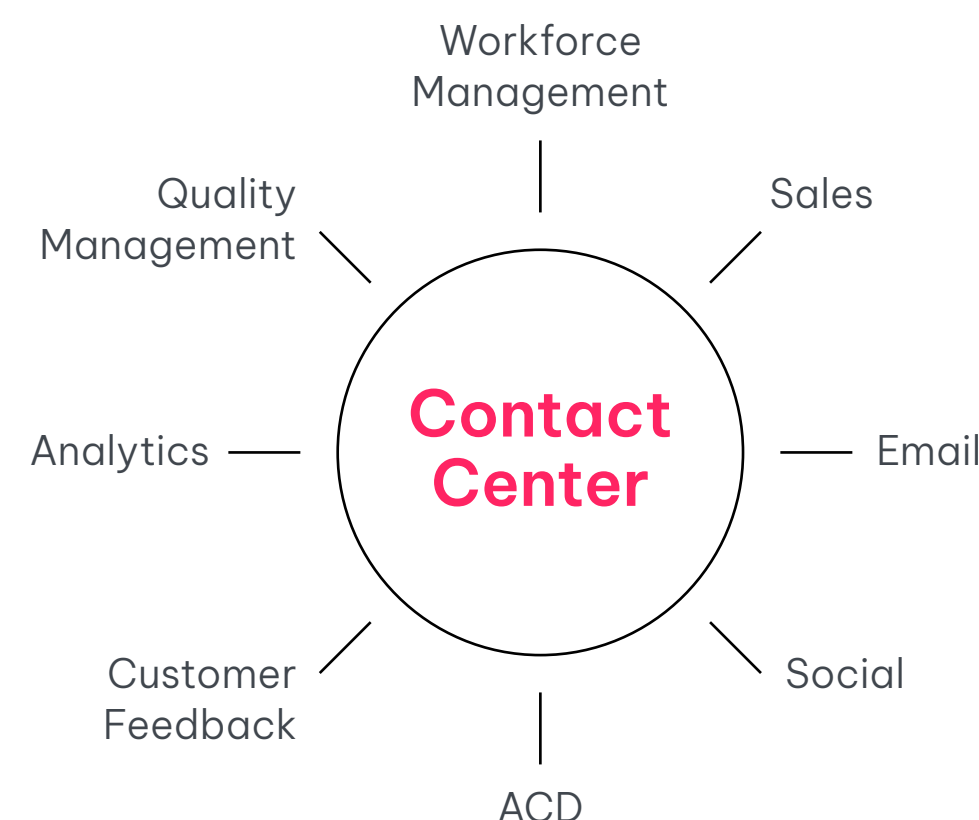 Workforce
Management
Quality
Management
Sales
Contact
Center
Analytics
Email
Customer
Feedback
Social
ACD